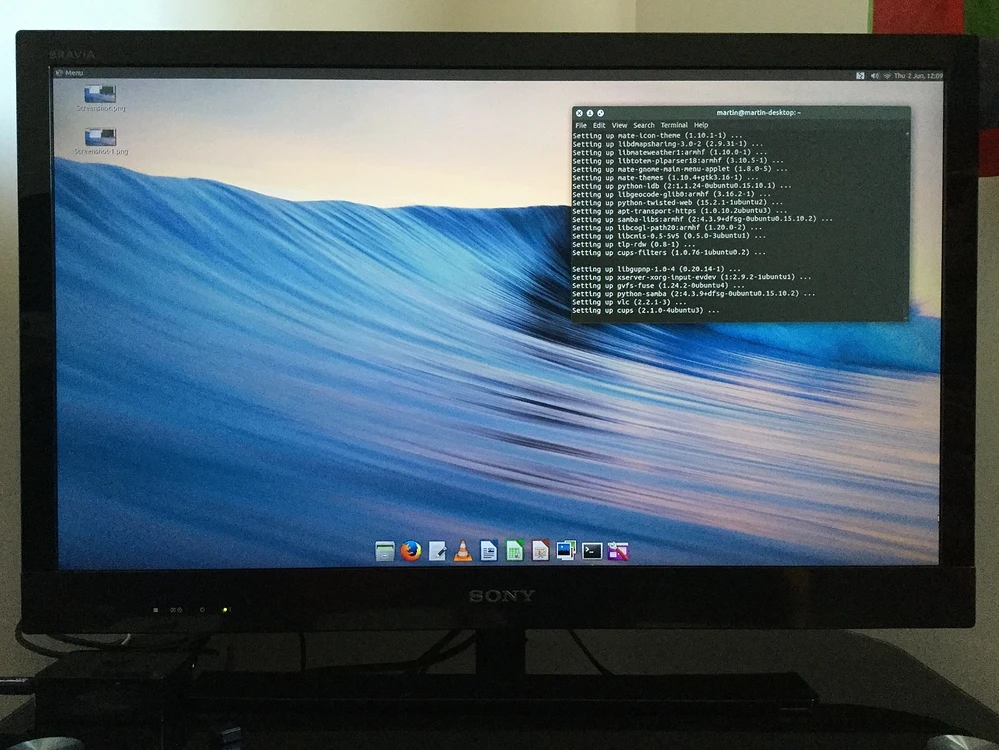 BRAVIA
Menu
Thu 2 Jun, 12:09
Screenshot.png
Screenshot-1.png
martin@martin-desktop: ~
File Edit View Search Terminal Help
Setting up mate-icon-theme (1.10.1-1) ...
Setting up libdmapsharing-3.0-2 (2.9.31-1) ...
Setting up libmateweather1:armhf (1.10.0-1) ...
Setting up libtotem-plparser18:armhf (3.10.5-1) ...
Setting up mate-gnome-main-menu-applet (1.8.0-5) ...
Setting up mate-themes (1.10.4+gtk3.16-1) ...
Setting up python-ldb (2:1.1.24-0ubuntu0.15.10.1) ...
Setting up libgeocode-glib0:armhf (3.16.2-1) ...
Setting up python-twisted-web (15.2.1-1ubuntu2) ...
Setting up apt-transport-https (1.0.10.2ubuntu3) ...
Setting up samba-libs:armhf (2:4.3.9+dfsg-0ubuntu0.15.10.2) ...
Setting up libcogl-path20:armhf (1.20.0-2) ...
Setting up libcmis-0.5-5v5 (0.5.0-3ubuntu1) ...
Setting up tlp-rdw (0.8-1) ...
Setting up cups-filters (1.0.76-1ubuntu0.2) ...
Setting up libgupnp-1.0-4 (0.20.14-1) ...
Setting up xserver-xorg-input-evdev (1:2.9.2-1ubuntu1) ...
Setting up gvfs-fuse (1.24.2-0ubuntu4) ...
Setting up python-samba (2:4.3.9+dfsg-0ubuntu0.15.10.2) ...
Setting up vlc (2.2.1-3) ...
Setting up cups (2.1.0-4ubuntu3) ...
SONY